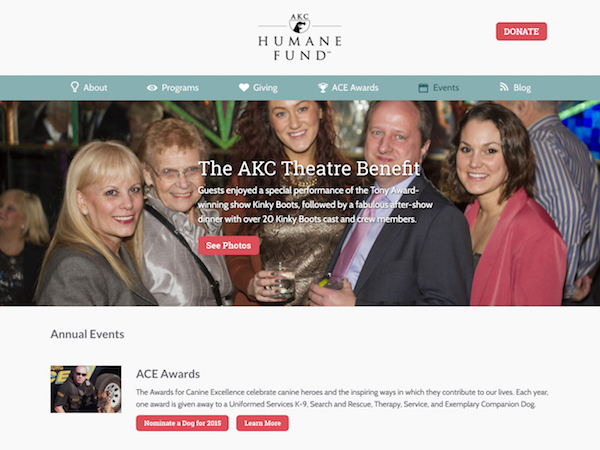 AKC
HUMANE
FUND℠
DONATE
About
Programs
Giving
ACE Awards
Events
Blog
The AKC Theatre Benefit
Guests enjoyed a special performance of the Tony Award-
winning show Kinky Boots, followed by a fabulous after-show
dinner with over 20 Kinky Boots cast and crew members.
See Photos
Annual Events
ACE Awards
The Awards for Canine Excellence celebrate canine heroes and the inspiring ways in which they contribute to our lives. Each year,
one award is given away to a Uniformed Services K-9, Search and Rescue, Therapy, Service, and Exemplary Companion Dog.
Nominate a Dog for 2015
Learn More